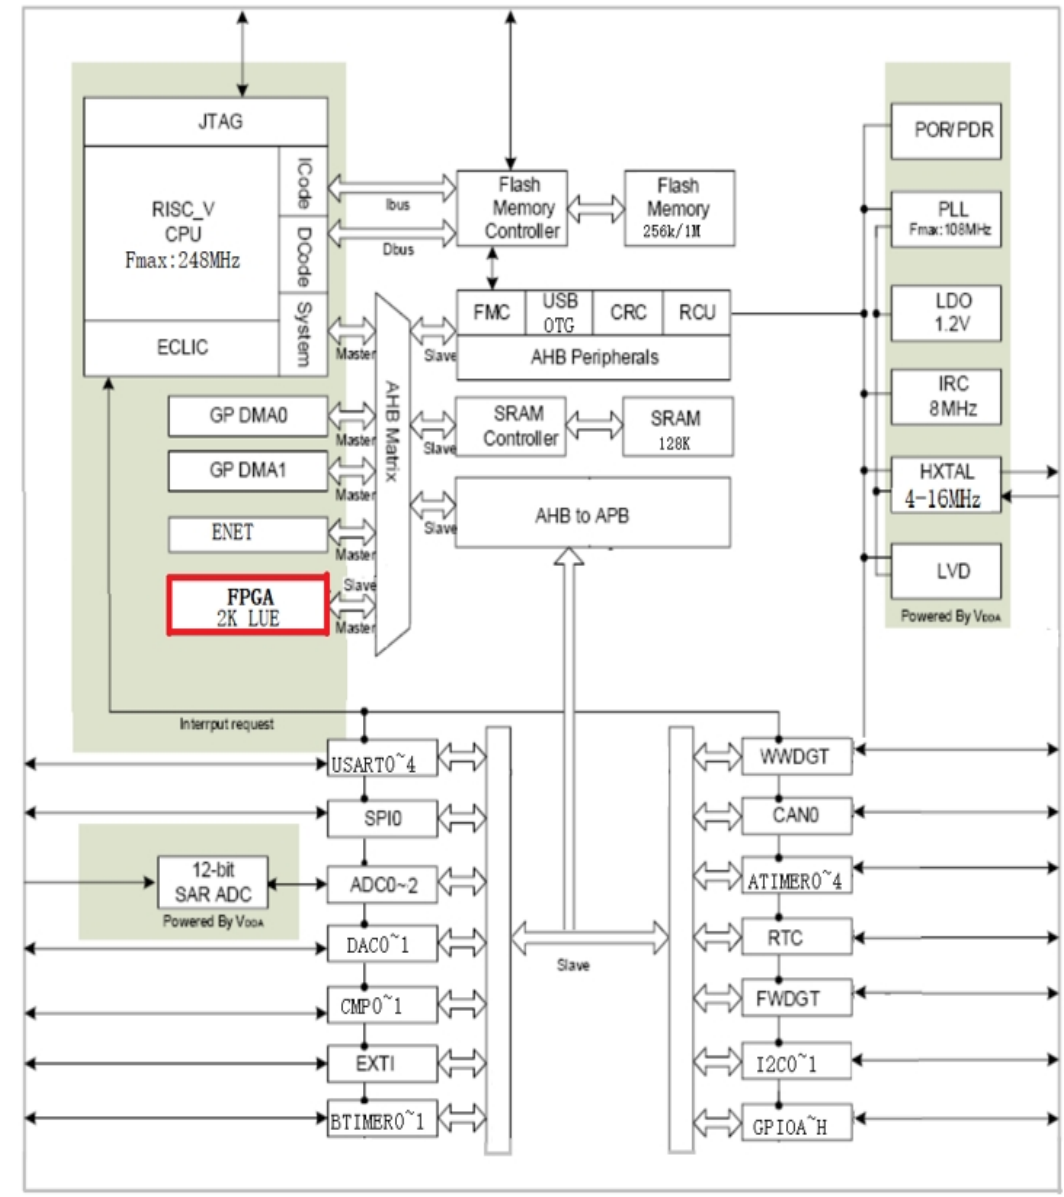 JTAG
RISC_V
CPU
Fmax:248MHz
ICode
DCode
System
ECLIC
Ibus
Dbus
Flash
Memory
Controller
Flash
Memory
256k/1M
FMC
USB
OTG
CRC
RCU
AHB Peripherals
Master
Slave
AHB Matrix
GP DMA0
Master
SRAM
Controller
Slave
SRAM
128K
GP DMA1
Master
AHB to APB
Slave
ENET
Master
FPGA
2K LUE
Slave
Master
POR/PDR
PLL
Fmax:108MHz
LDO
1.2V
IRC
8MHz
HXTAL
4-16MHz
LVD
Powered By VDDA
Interrput request
USART0~4
SPI0
12-bit
SAR ADC
Powered By VDDA
ADC0~2
DAC0~1
CMP0~1
EXTI
BTIMER0~1
Slave
WWDGT
CAN0
ATIMER0~4
RTC
FWDGT
I2C0~1
GPIOA~H